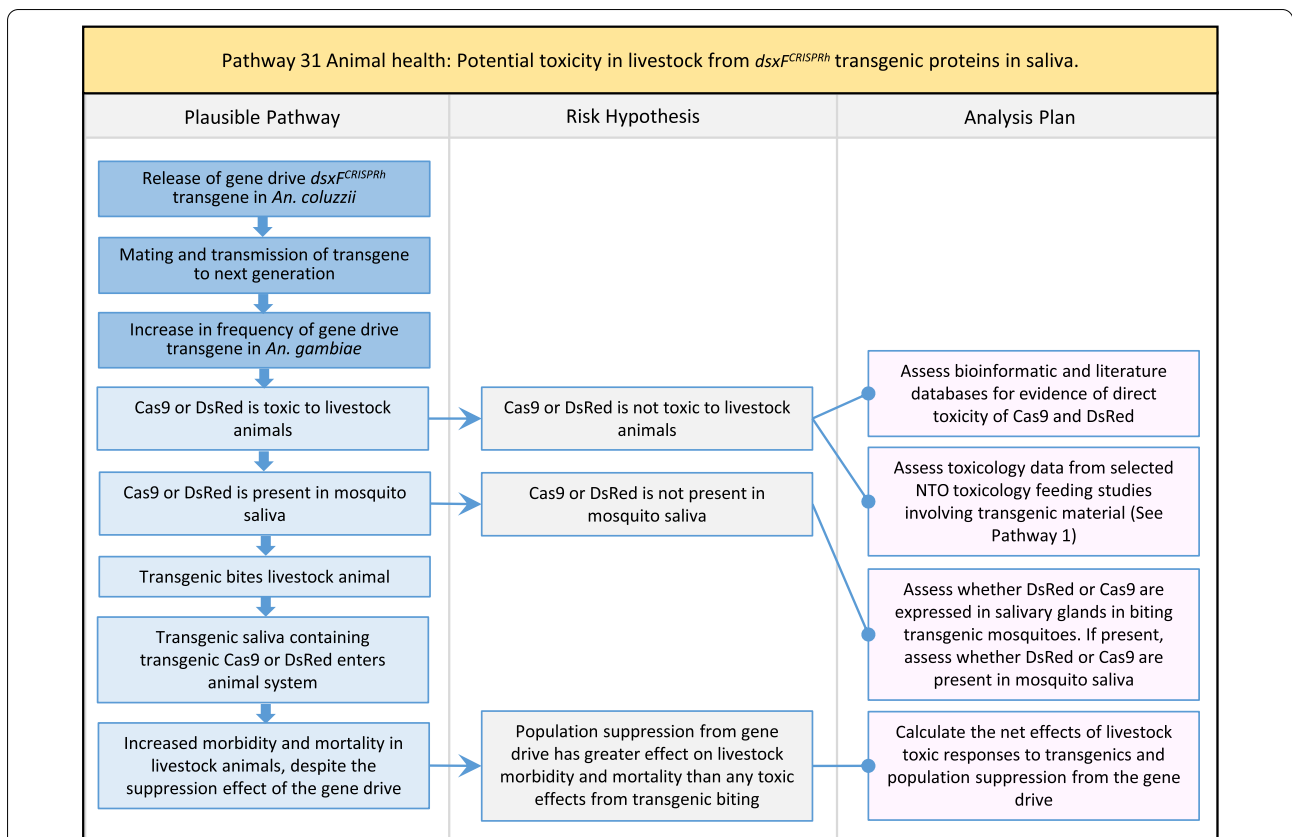 Pathway 31 Animal health: Potential toxicity in livestock from dsxF^CRISPRh transgenic proteins in saliva.
Plausible Pathway
Risk Hypothesis
Analysis Plan
Release of gene drive dsxF^CRISPRh
transgene in An. coluzzii
Mating and transmission of transgene
to next generation
Increase in frequency of gene drive
transgene in An. gambiae
Cas9 or DsRed is toxic to livestock
animals
Cas9 or DsRed is present in mosquito
saliva
Transgenic bites livestock animal
Transgenic saliva containing
transgenic Cas9 or DsRed enters
animal system
Increased morbidity and mortality in
livestock animals, despite the
suppression effect of the gene drive
Cas9 or DsRed is not toxic to livestock
animals
Cas9 or DsRed is not present in
mosquito saliva
Population suppression from gene
drive has greater effect on livestock
morbidity and mortality than any toxic
effects from transgenic biting
Assess bioinformatic and literature
databases for evidence of direct
toxicity of Cas9 and DsRed
Assess toxicology data from selected
NTO toxicology feeding studies
involving transgenic material (See
Pathway 1)
Assess whether DsRed or Cas9 are
expressed in salivary glands in biting
transgenic mosquitoes. If present,
assess whether DsRed or Cas9 are
present in mosquito saliva
Calculate the net effects of livestock
toxic responses to transgenics and
population suppression from the gene
drive